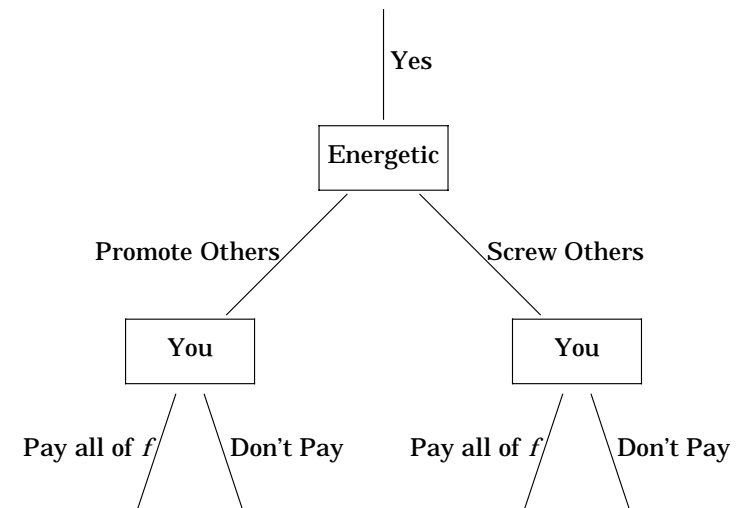 Yes
Energetic
Promote Others
Screw Others
You
You
Pay all of f
Don't Pay
Pay all of f
Don't Pay